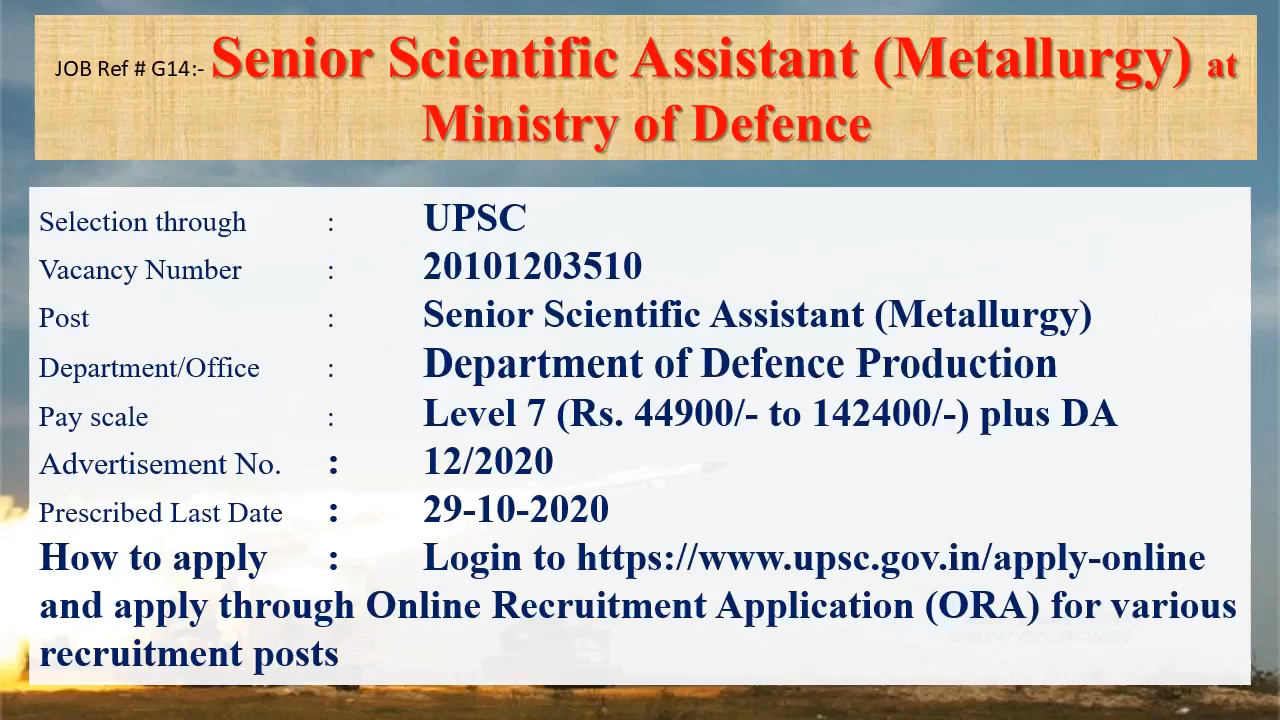 JOB Ref # G14:- Senior Scientific Assistant (Metallurgy) at
Ministry of Defence
Selection through : UPSC
Vacancy Number : 20101203510
Post : Senior Scientific Assistant (Metallurgy)
Department/Office : Department of Defence Production
Pay scale : Level 7 (Rs. 44900/- to 142400/-) plus DA
Advertisement No. : 12/2020
Prescribed Last Date : 29-10-2020
How to apply : Login to https://www.upsc.gov.in/apply-online
and apply through Online Recruitment Application (ORA) for various
recruitment posts